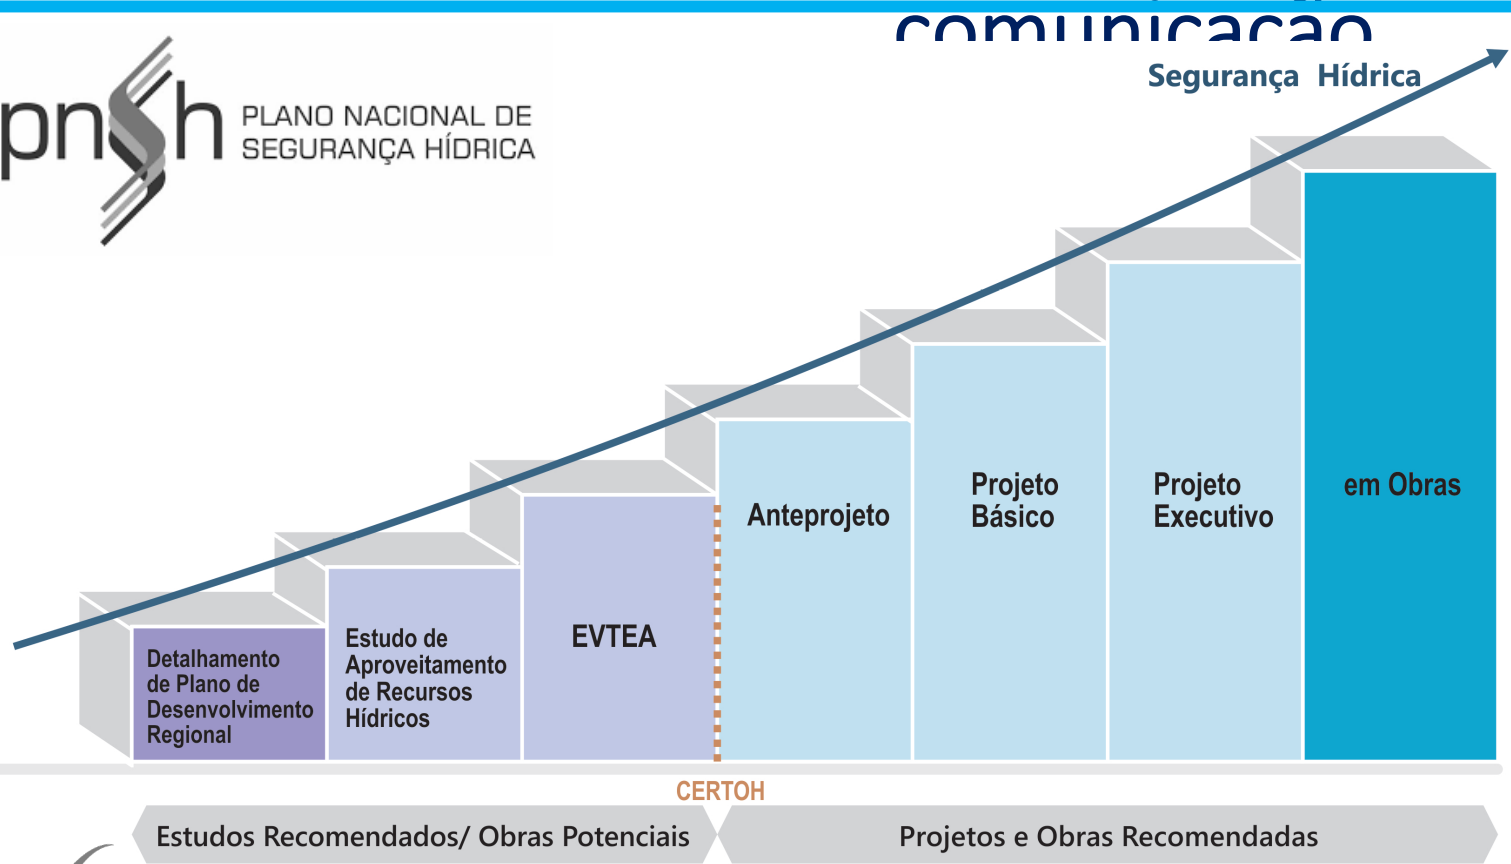 comunicação
Segurança Hídrica
pnsh
PLANO NACIONAL DE
SEGURANÇA HÍDRICA
Detalhamento
de Plano de
Desenvolvimento
Regional
Estudo de
Aproveitamento
de Recursos
Hídricos
EVTEA
Anteprojeto
Projeto
Básico
Projeto
Executivo
em Obras
CERTOH
Estudos Recomendados/ Obras Potenciais
Projetos e Obras Recomendadas